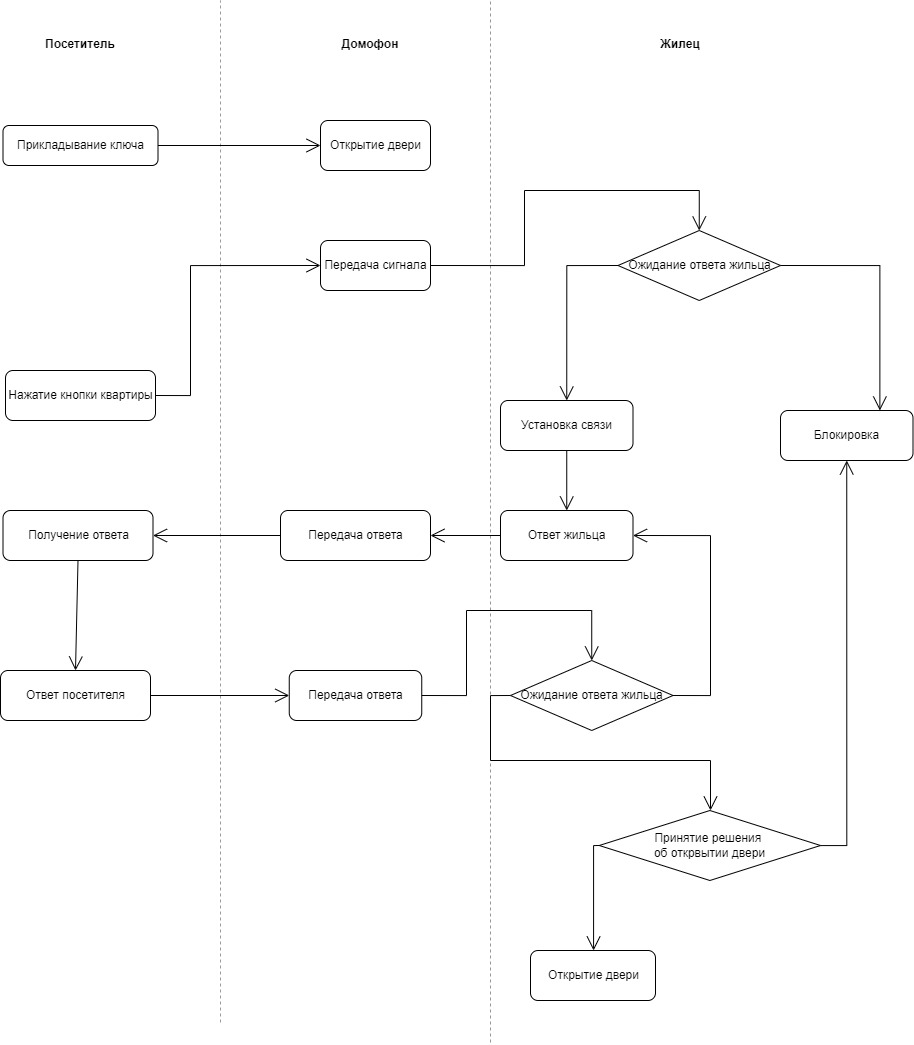 Посетитель
Домофон
Жилец
Прикладывание ключа
Открытие двери
Передача сигнала
Ожидание ответа жильца
Нажатие кнопки квартиры
Установка связи
Блокировка
Получение ответа
Передача ответа
Ответ жильца
Ответ посетителя
Передача ответа
Ожидание ответа жильца
Принятие решения
об открвытии двери
Открытие двери